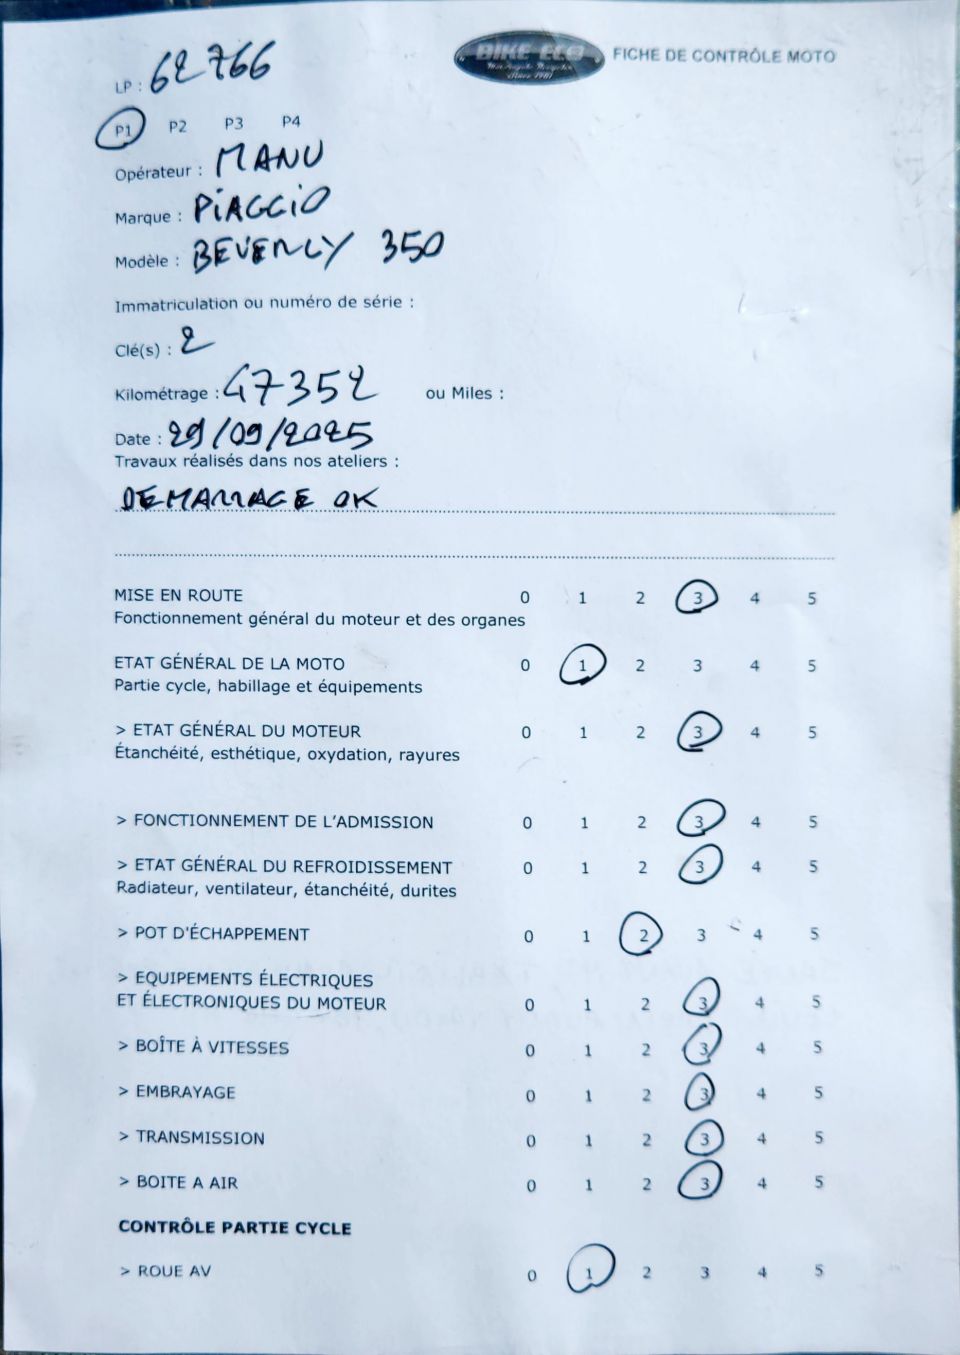 BIKE ECO
FICHE DE CONTRÔLE MOTO
LP : 62766
P1 P2 P3 P4
Opérateur : MANU
Marque : PIAGGIO
Modèle : BEVERLY 350
Immatriculation ou numéro de série :
Clé(s) : 2
Kilométrage : 47352 ou Miles :
Date : 29/09/2025
Travaux réalisés dans nos ateliers :
DEMARRAGE OK
MISE EN ROUTE 0 1 2 3 4 5
Fonctionnement général du moteur et des organes
ETAT GÉNÉRAL DE LA MOTO 0 1 2 3 4 5
Partie cycle, habillage et équipements
> ETAT GÉNÉRAL DU MOTEUR 0 1 2 3 4 5
Étanchéité, esthétique, oxydation, rayures
> FONCTIONNEMENT DE L'ADMISSION 0 1 2 3 4 5
> ETAT GÉNÉRAL DU REFROIDISSEMENT 0 1 2 3 4 5
Radiateur, ventilateur, étanchéité, durites
> POT D'ÉCHAPPEMENT 0 1 2 3 4 5
> EQUIPEMENTS ÉLECTRIQUES
ET ÉLECTRONIQUES DU MOTEUR 0 1 2 3 4 5
> BOÎTE À VITESSES 0 1 2 3 4 5
> EMBRAYAGE 0 1 2 3 4 5
> TRANSMISSION 0 1 2 3 4 5
> BOITE A AIR 0 1 2 3 4 5
CONTRÔLE PARTIE CYCLE
> ROUE AV 0 1 2 3 4 5